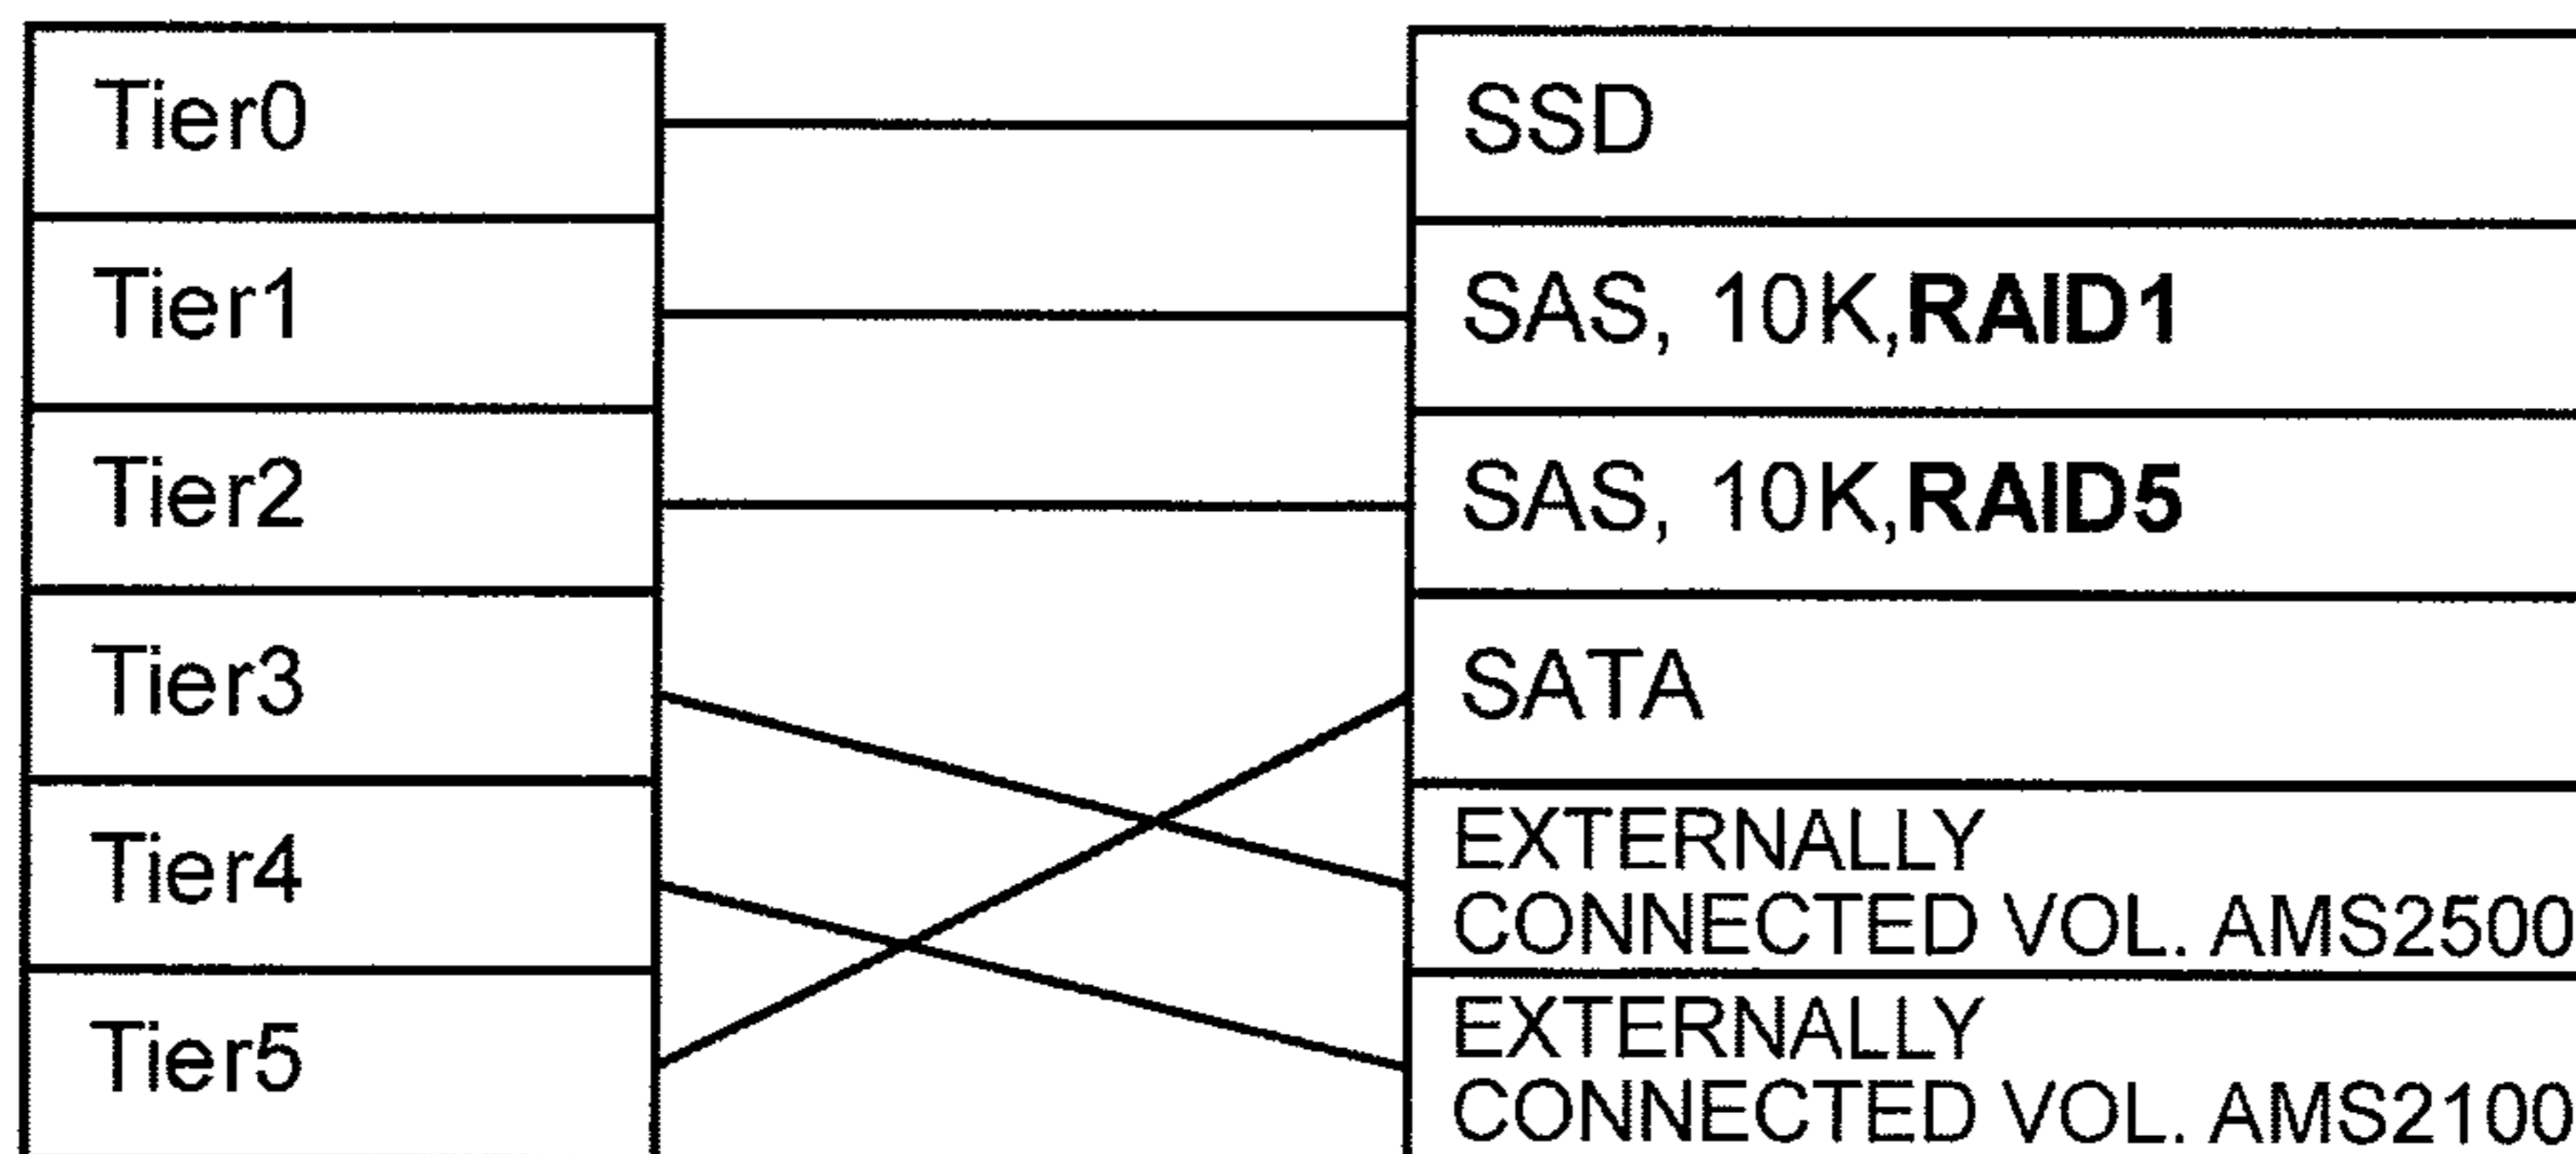 Tier0
SSD
Tier1
SAS, 10K,RAID1
Tier2
SAS, 10K,RAID5
Tier3
SATA
Tier4
EXTERNALLY
CONNECTED VOL. AMS2500
Tier5
EXTERNALLY
CONNECTED VOL. AMS2100